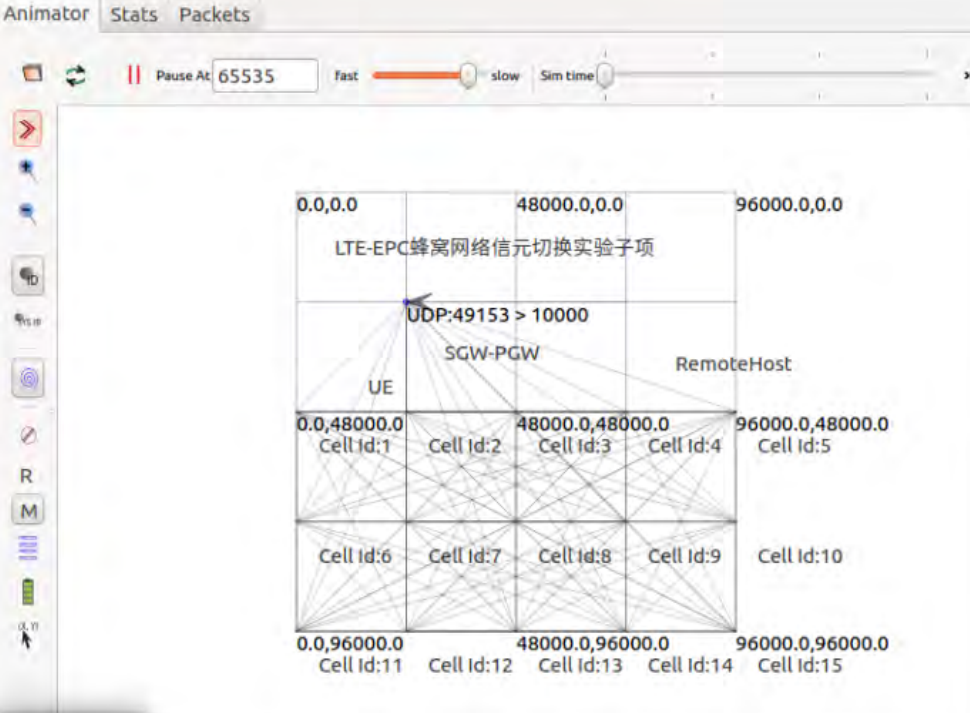 Animator Stats Packets
Pause At 65535 fast slow Sim time
0.0,0.0 48000.0,0.0 96000.0,0.0
LTE-EPC蜂窝网络信元切换实验子项
UDP:49153 > 10000
SGW-PGW
RemoteHost
UE
0.0,48000.0 48000.0,48000.0 96000.0,48000.0
Cell Id:1 Cell Id:2 Cell Id:3 Cell Id:4 Cell Id:5
R
M
Cell Id:6 Cell Id:7 Cell Id:8 Cell Id:9 Cell Id:10
0.0,96000.0 48000.0,96000.0 96000.0,96000.0
Cell Id:11 Cell Id:12 Cell Id:13 Cell Id:14 Cell Id:15
ID